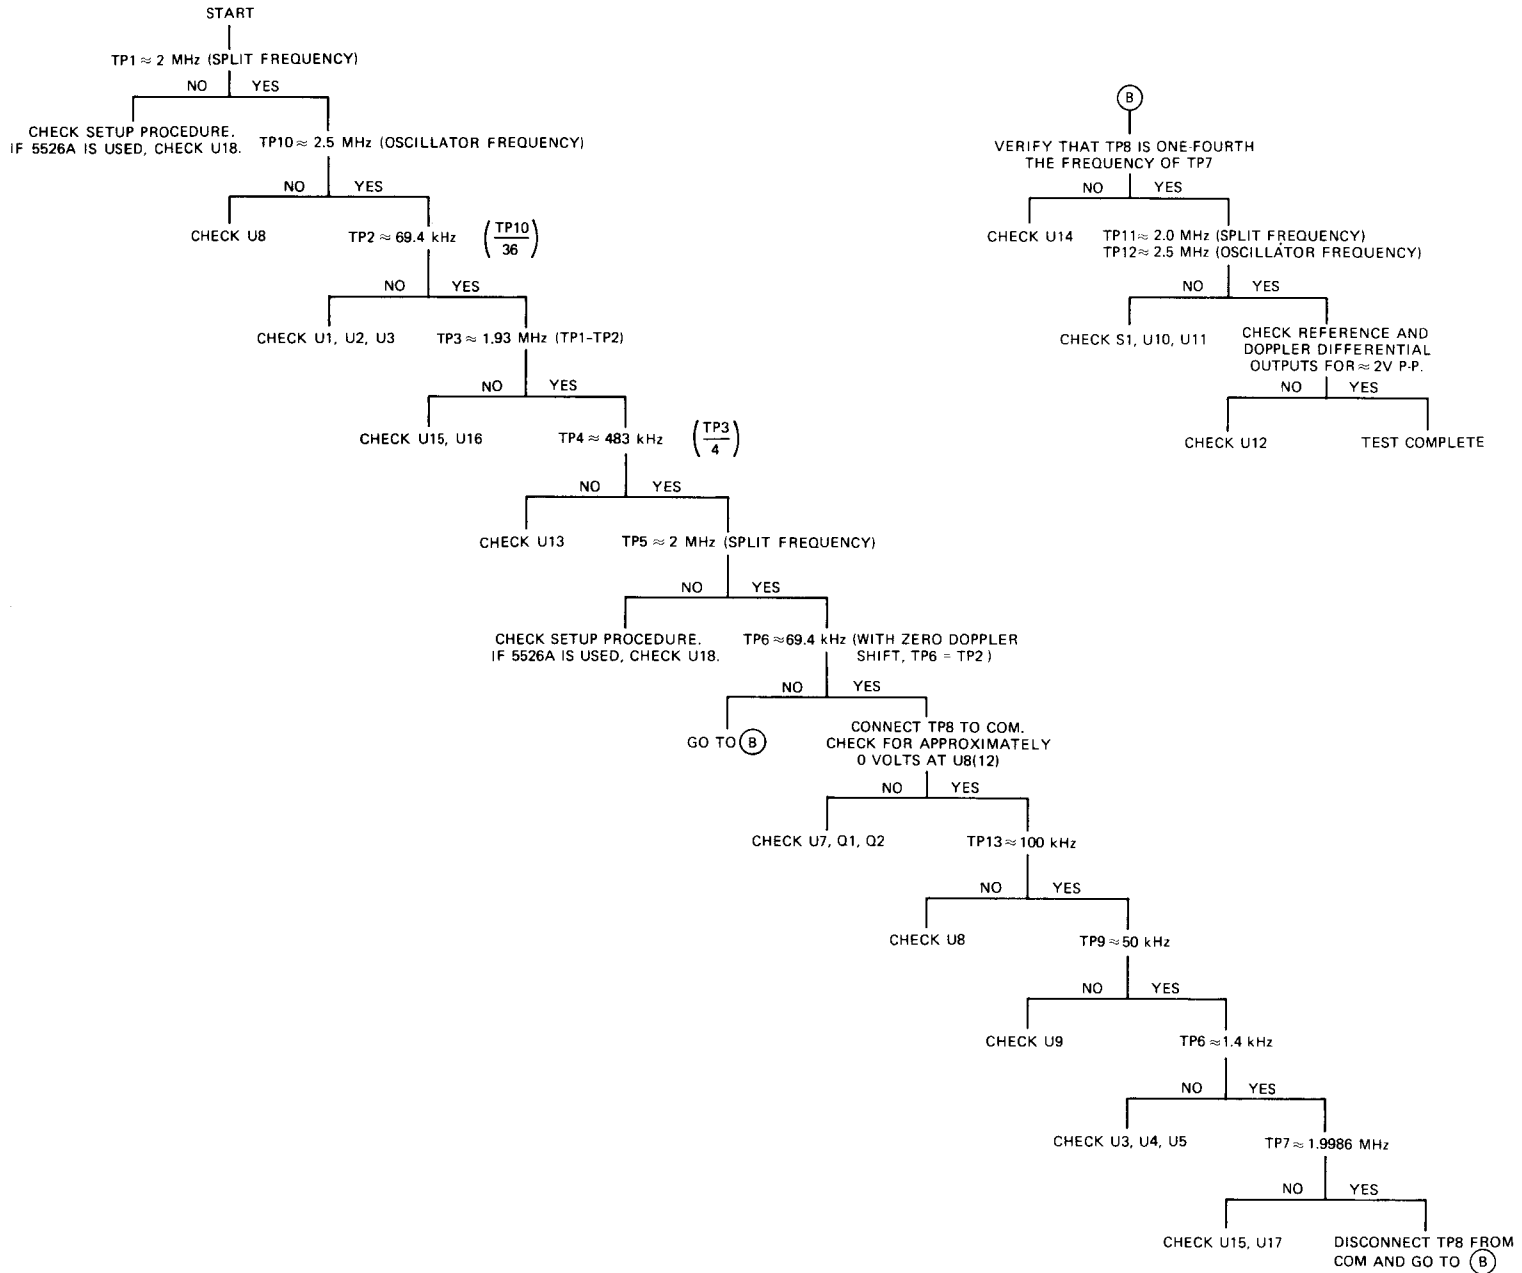 START
TP1 ≈ 2 MHz (SPLIT FREQUENCY)
NO YES
CHECK SETUP PROCEDURE.
IF 5526A IS USED, CHECK U18.
TP10 ≈ 2.5 MHz (OSCILLATOR FREQUENCY)
NO YES
CHECK U8
TP2 ≈ 69.4 kHz (TP10/36)
NO YES
CHECK U1, U2, U3
TP3 ≈ 1.93 MHz (TP1-TP2)
NO YES
CHECK U15, U16
TP4 ≈ 483 kHz (TP3/4)
NO YES
CHECK U13
TP5 ≈ 2 MHz (SPLIT FREQUENCY)
NO YES
CHECK SETUP PROCEDURE.
IF 5526A IS USED, CHECK U18.
TP6 ≈ 69.4 kHz (WITH ZERO DOPPLER
SHIFT, TP6 = TP2)
NO YES
GO TO B
CONNECT TP8 TO COM.
CHECK FOR APPROXIMATELY
0 VOLTS AT U8(12)
NO YES
CHECK U7, Q1, Q2
TP13 ≈ 100 kHz
NO YES
CHECK U8
TP9 ≈ 50 kHz
NO YES
CHECK U9
TP6 ≈ 1.4 kHz
NO YES
CHECK U3, U4, U5
TP7 ≈ 1.9986 MHz
NO YES
CHECK U15, U17
DISCONNECT TP8 FROM
COM AND GO TO B
B
VERIFY THAT TP8 IS ONE-FOURTH
THE FREQUENCY OF TP7
NO YES
CHECK U14
TP11 ≈ 2.0 MHz (SPLIT FREQUENCY)
TP12 ≈ 2.5 MHz (OSCILLATOR FREQUENCY)
NO YES
CHECK S1, U10, U11
CHECK REFERENCE AND
DOPPLER DIFFERENTIAL
OUTPUTS FOR ≈ 2V P-P.
NO YES
CHECK U12
TEST COMPLETE